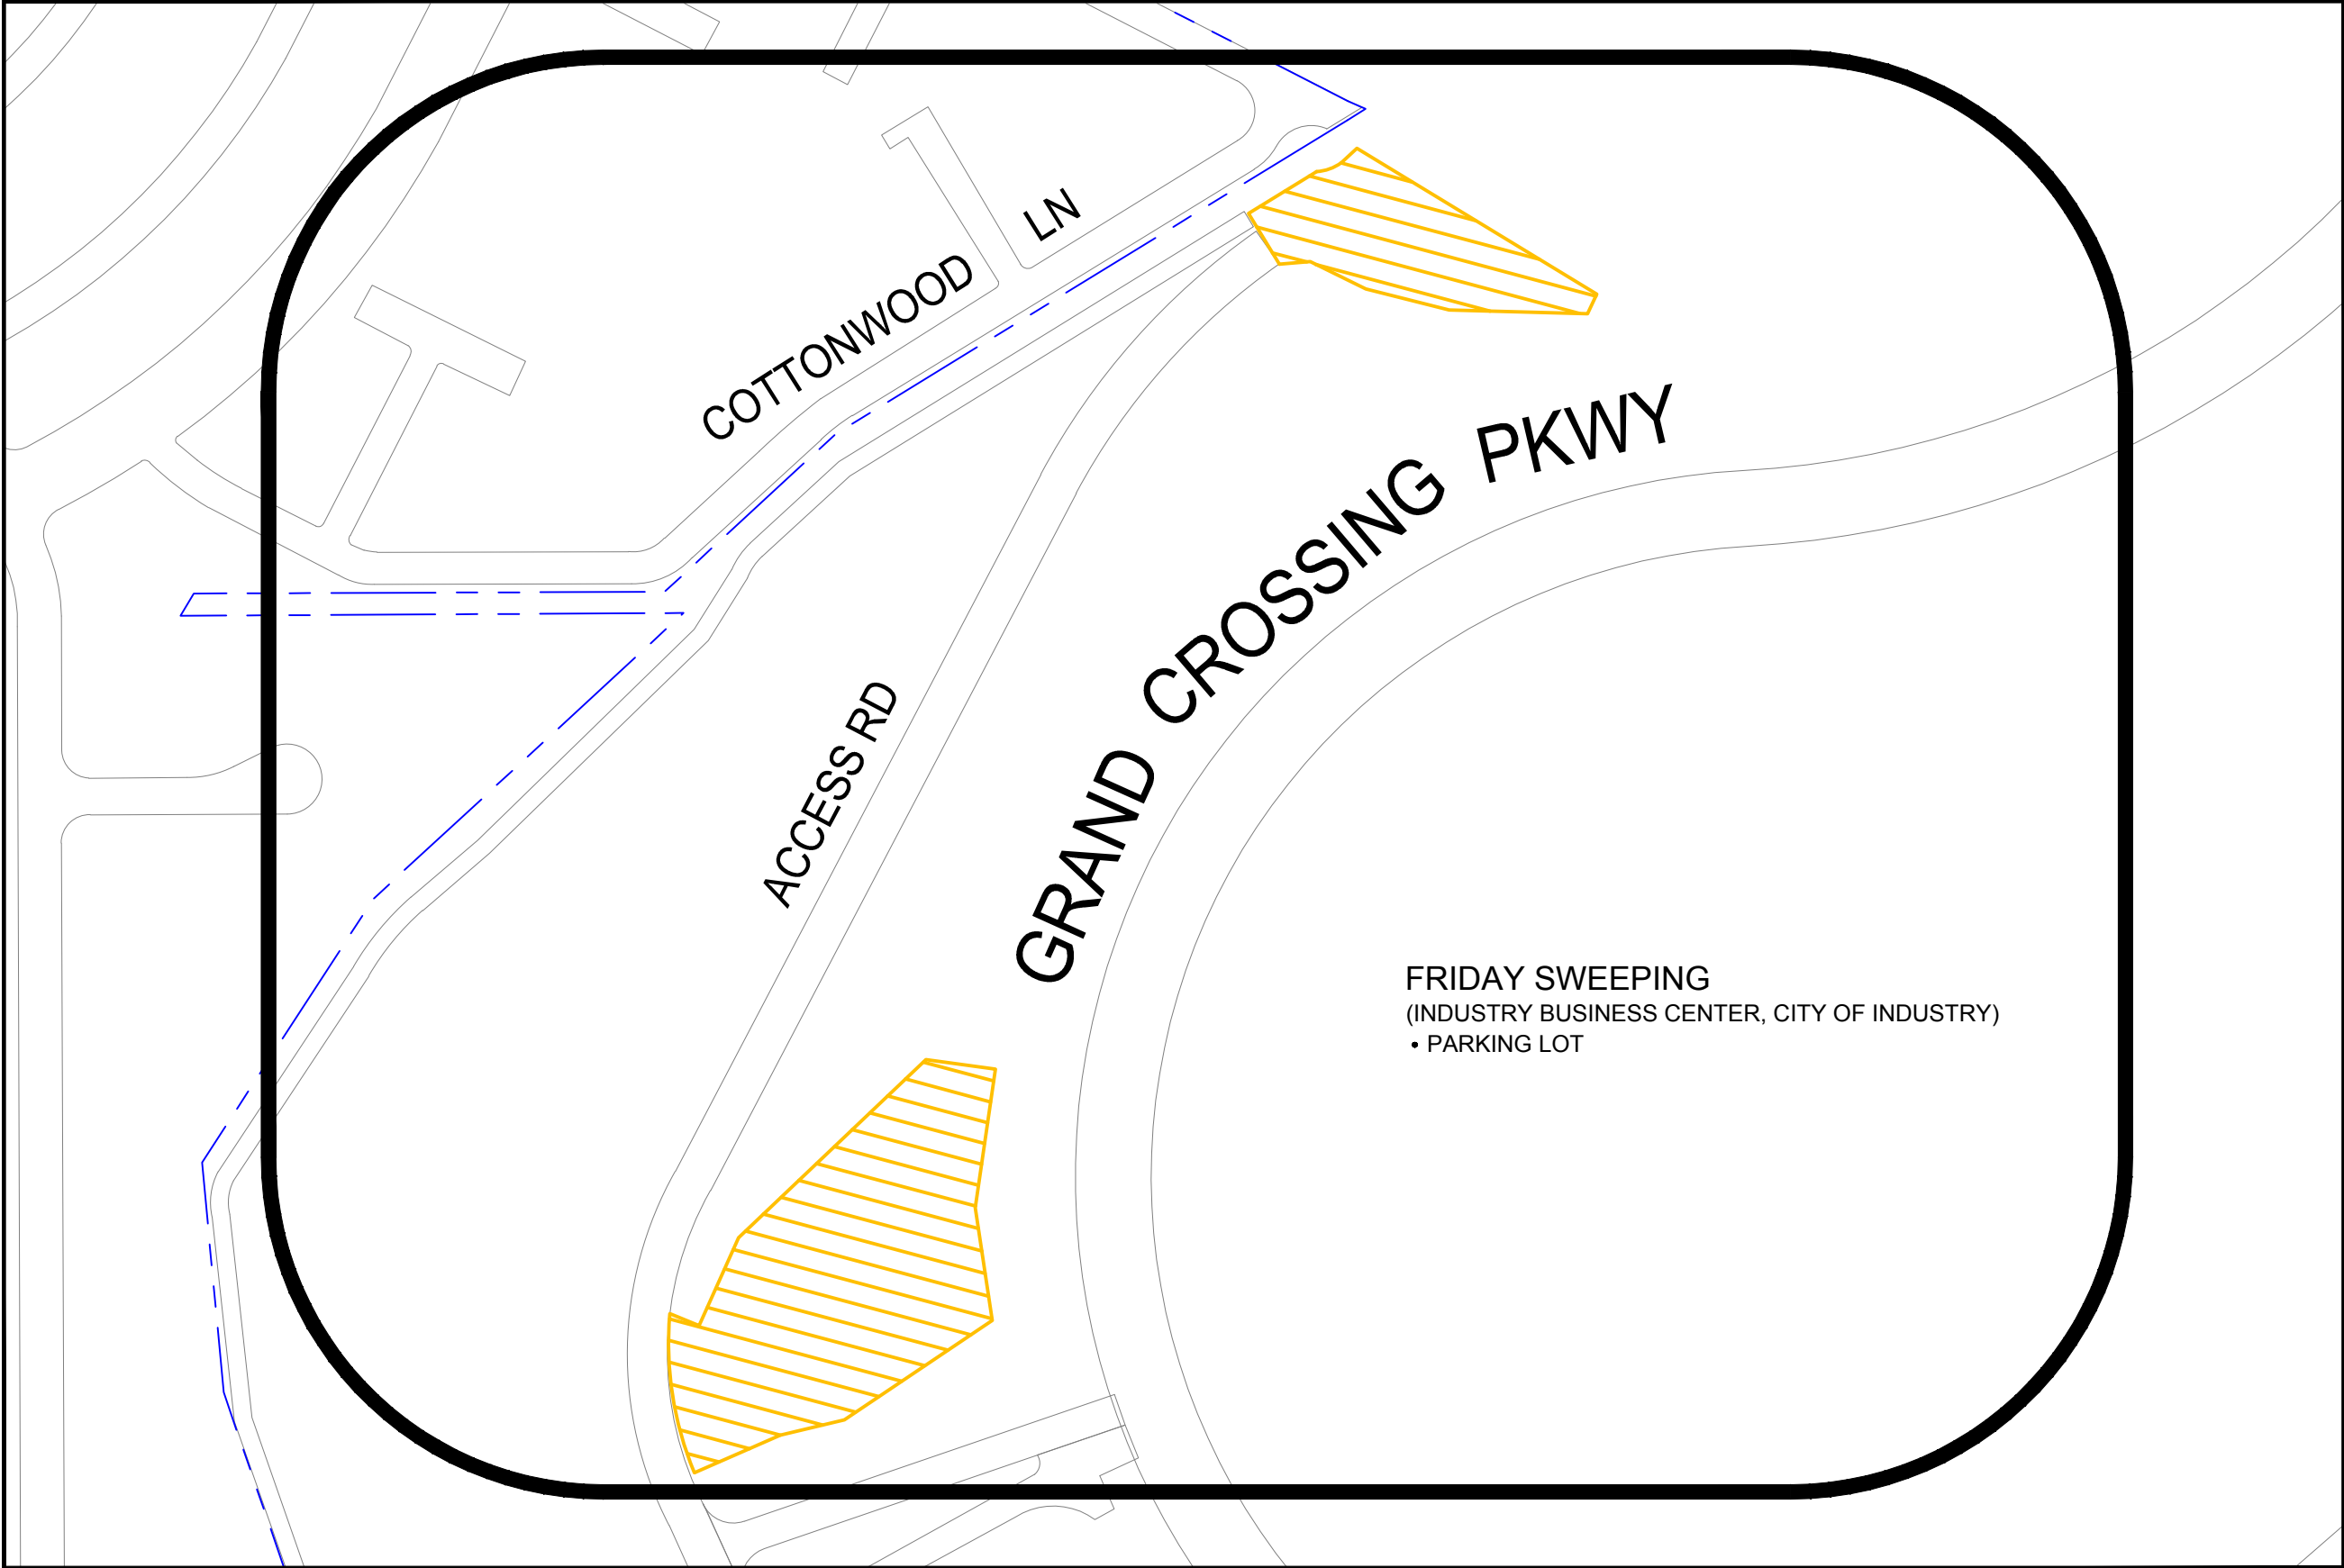 COTTONWOOD LN
GRAND CROSSING PKWY
ACCESS RD
FRIDAY SWEEPING
(INDUSTRY BUSINESS CENTER, CITY OF INDUSTRY)
• PARKING LOT